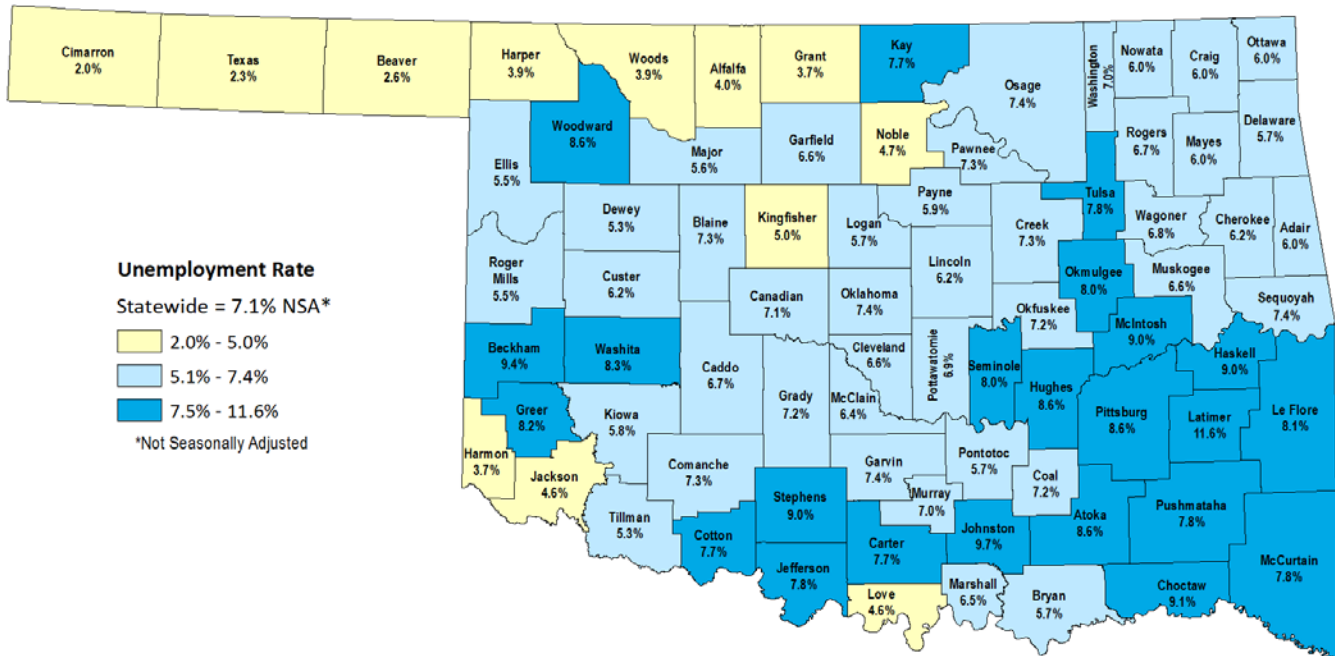 Cimarron
2.0%
Texas
2.3%
Beaver
2.6%
Harper
3.9%
Woods
3.9%
Alfalfa
4.0%
Grant
3.7%
Kay
7.7%
Osage
7.4%
Washington
7.0%
Nowata
6.0%
Craig
6.0%
Ottawa
6.0%
Woodward
8.6%
Ellis
5.5%
Major
5.6%
Garfield
6.6%
Noble
4.7%
Pawnee
7.3%
Rogers
6.7%
Mayes
6.0%
Delaware
5.7%
Dewey
5.3%
Blaine
7.3%
Kingfisher
5.0%
Logan
5.7%
Payne
5.9%
Creek
7.3%
Tulsa
7.8%
Wagoner
6.8%
Cherokee
6.2%
Adair
6.0%
Roger
Mills
5.5%
Custer
6.2%
Canadian
7.1%
Oklahoma
7.4%
Lincoln
6.2%
Okfuskee
7.2%
Okmulgee
8.0%
Muskogee
6.6%
Sequoyah
7.4%
McIntosh
9.0%
Unemployment Rate
Statewide = 7.1% NSA*
2.0% - 5.0%
5.1% - 7.4%
7.5% - 11.6%
*Not Seasonally Adjusted
Beckham
9.4%
Washita
8.3%
Caddo
6.7%
Grady
7.2%
Cleveland
6.6%
McClain
6.4%
Pottawatomie
6.9%
Seminole
8.0%
Hughes
8.6%
Pittsburg
8.6%
Haskell
9.0%
Latimer
11.6%
Le Flore
8.1%
Greer
8.2%
Kiowa
5.8%
Harmon
3.7%
Jackson
4.6%
Comanche
7.3%
Garvin
7.4%
Pontotoc
5.7%
Coal
7.2%
Tillman
5.3%
Cotton
7.7%
Stephens
9.0%
Murray
7.0%
Johnston
9.7%
Atoka
8.6%
Pushmataha
7.8%
Jefferson
7.8%
Carter
7.7%
Love
4.6%
Marshall
6.5%
Bryan
5.7%
Choctaw
9.1%
McCurtain
7.8%